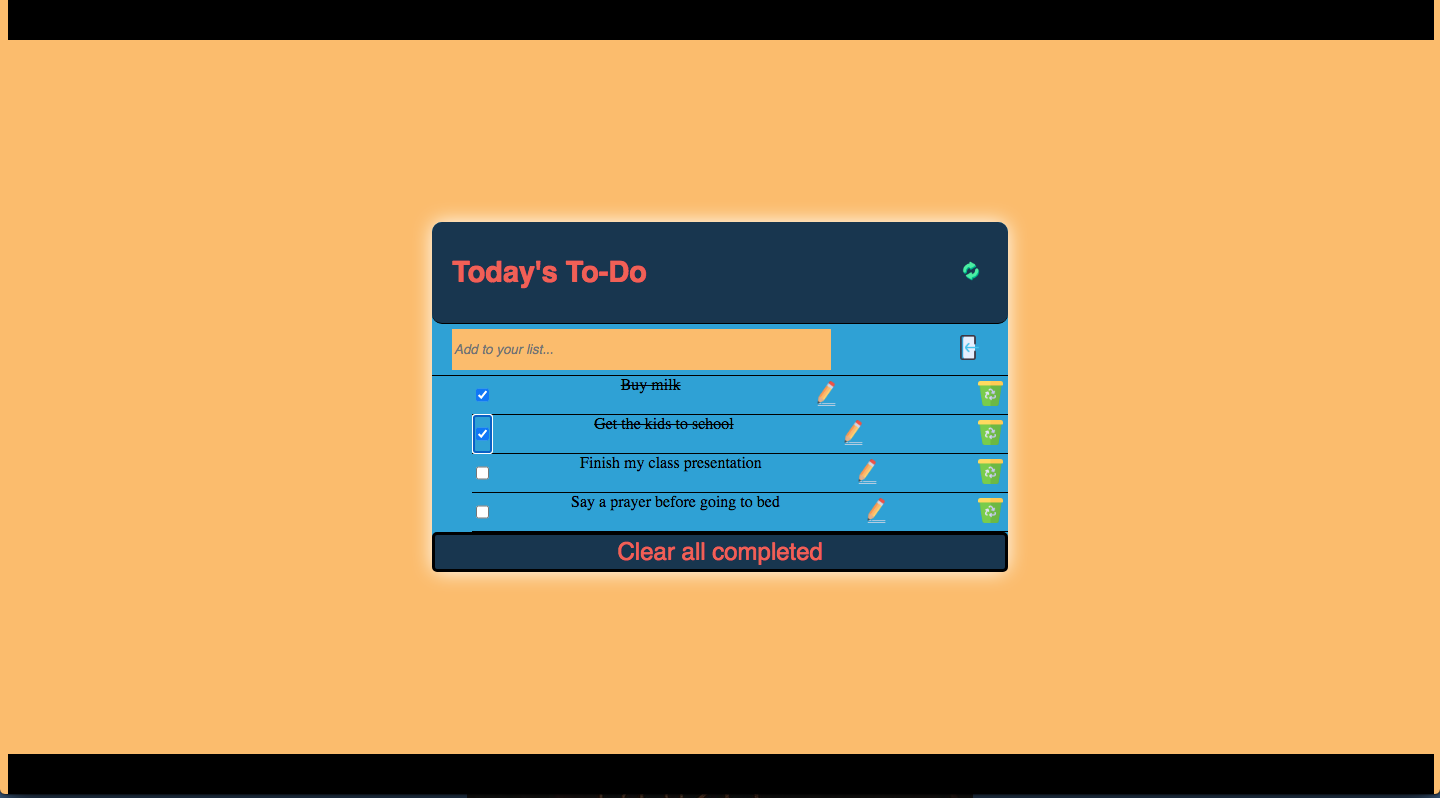 Today's To-Do
Add to your list...
Buy milk
Get the kids to school
Finish my class presentation
Say a prayer before going to bed
Clear all completed